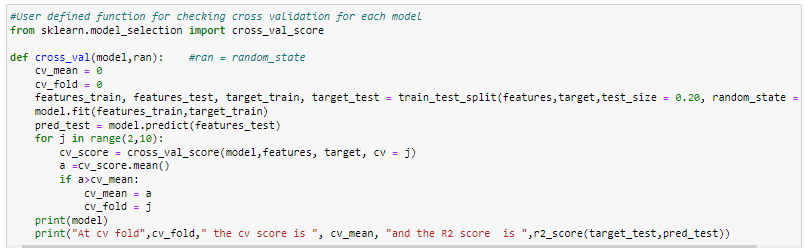 #User defined function for checking cross validation for each model
from sklearn.model_selection import cross_val_score
def cross_val(model,ran):    #ran = random_state
    cv_mean = 0
    cv_fold = 0
    features_train, features_test, target_train, target_test = train_test_split(features,target,test_size = 0.20, random_state =
    model.fit(features_train,target_train)
    pred_test = model.predict(features_test)
    for j in range(2,10):
        cv_score = cross_val_score(model,features, target, cv = j)
        a =cv_score.mean()
        if a>cv_mean:
            cv_mean = a
            cv_fold = j
    print(model)
    print("At cv fold",cv_fold," the cv score is ", cv_mean, "and the R2 score  is ",r2_score(target_test,pred_test))